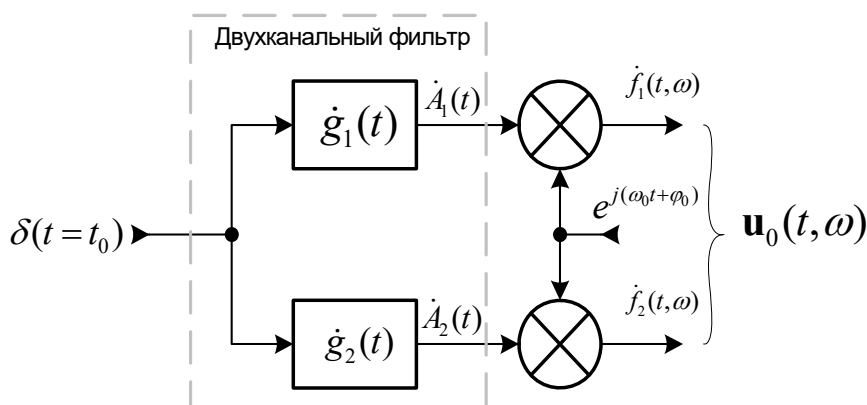 Двухканальный фильтр
ġ₁(t)
Ȧ₁(t)
ḟ₁(t,ω)
δ(t=t₀)
e^{j(ω₀t+φ₀)}
𝐮₀(t,ω)
ġ₂(t)
Ȧ₂(t)
ḟ₂(t,ω)